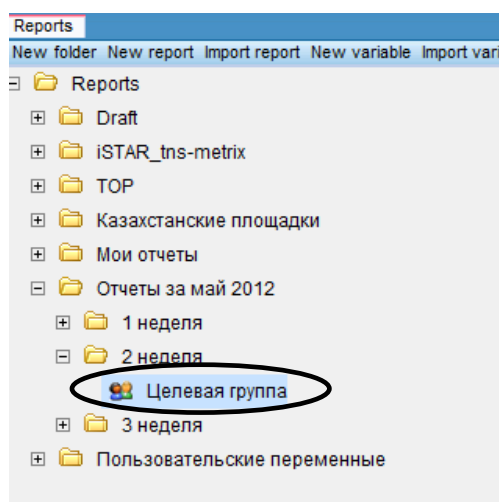 Reports
New folder New report Import report New variable Import vari
Reports
Draft
iSTAR_tns-metrix
TOP
Казахстанские площадки
Мои отчеты
Отчеты за май 2012
1 неделя
2 неделя
Целевая группа
3 неделя
Пользовательские переменные